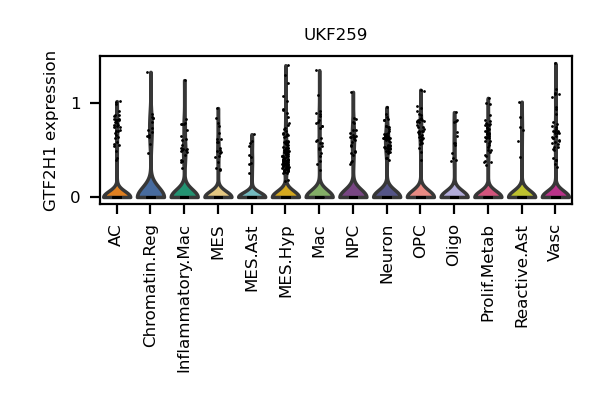 UKF259
GTF2H1 expression
1
0
AC
Chromatin.Reg
Inflammatory.Mac
MES
MES.Ast
MES.Hyp
Mac
NPC
Neuron
OPC
Oligo
Prolif.Metab
Reactive.Ast
Vasc